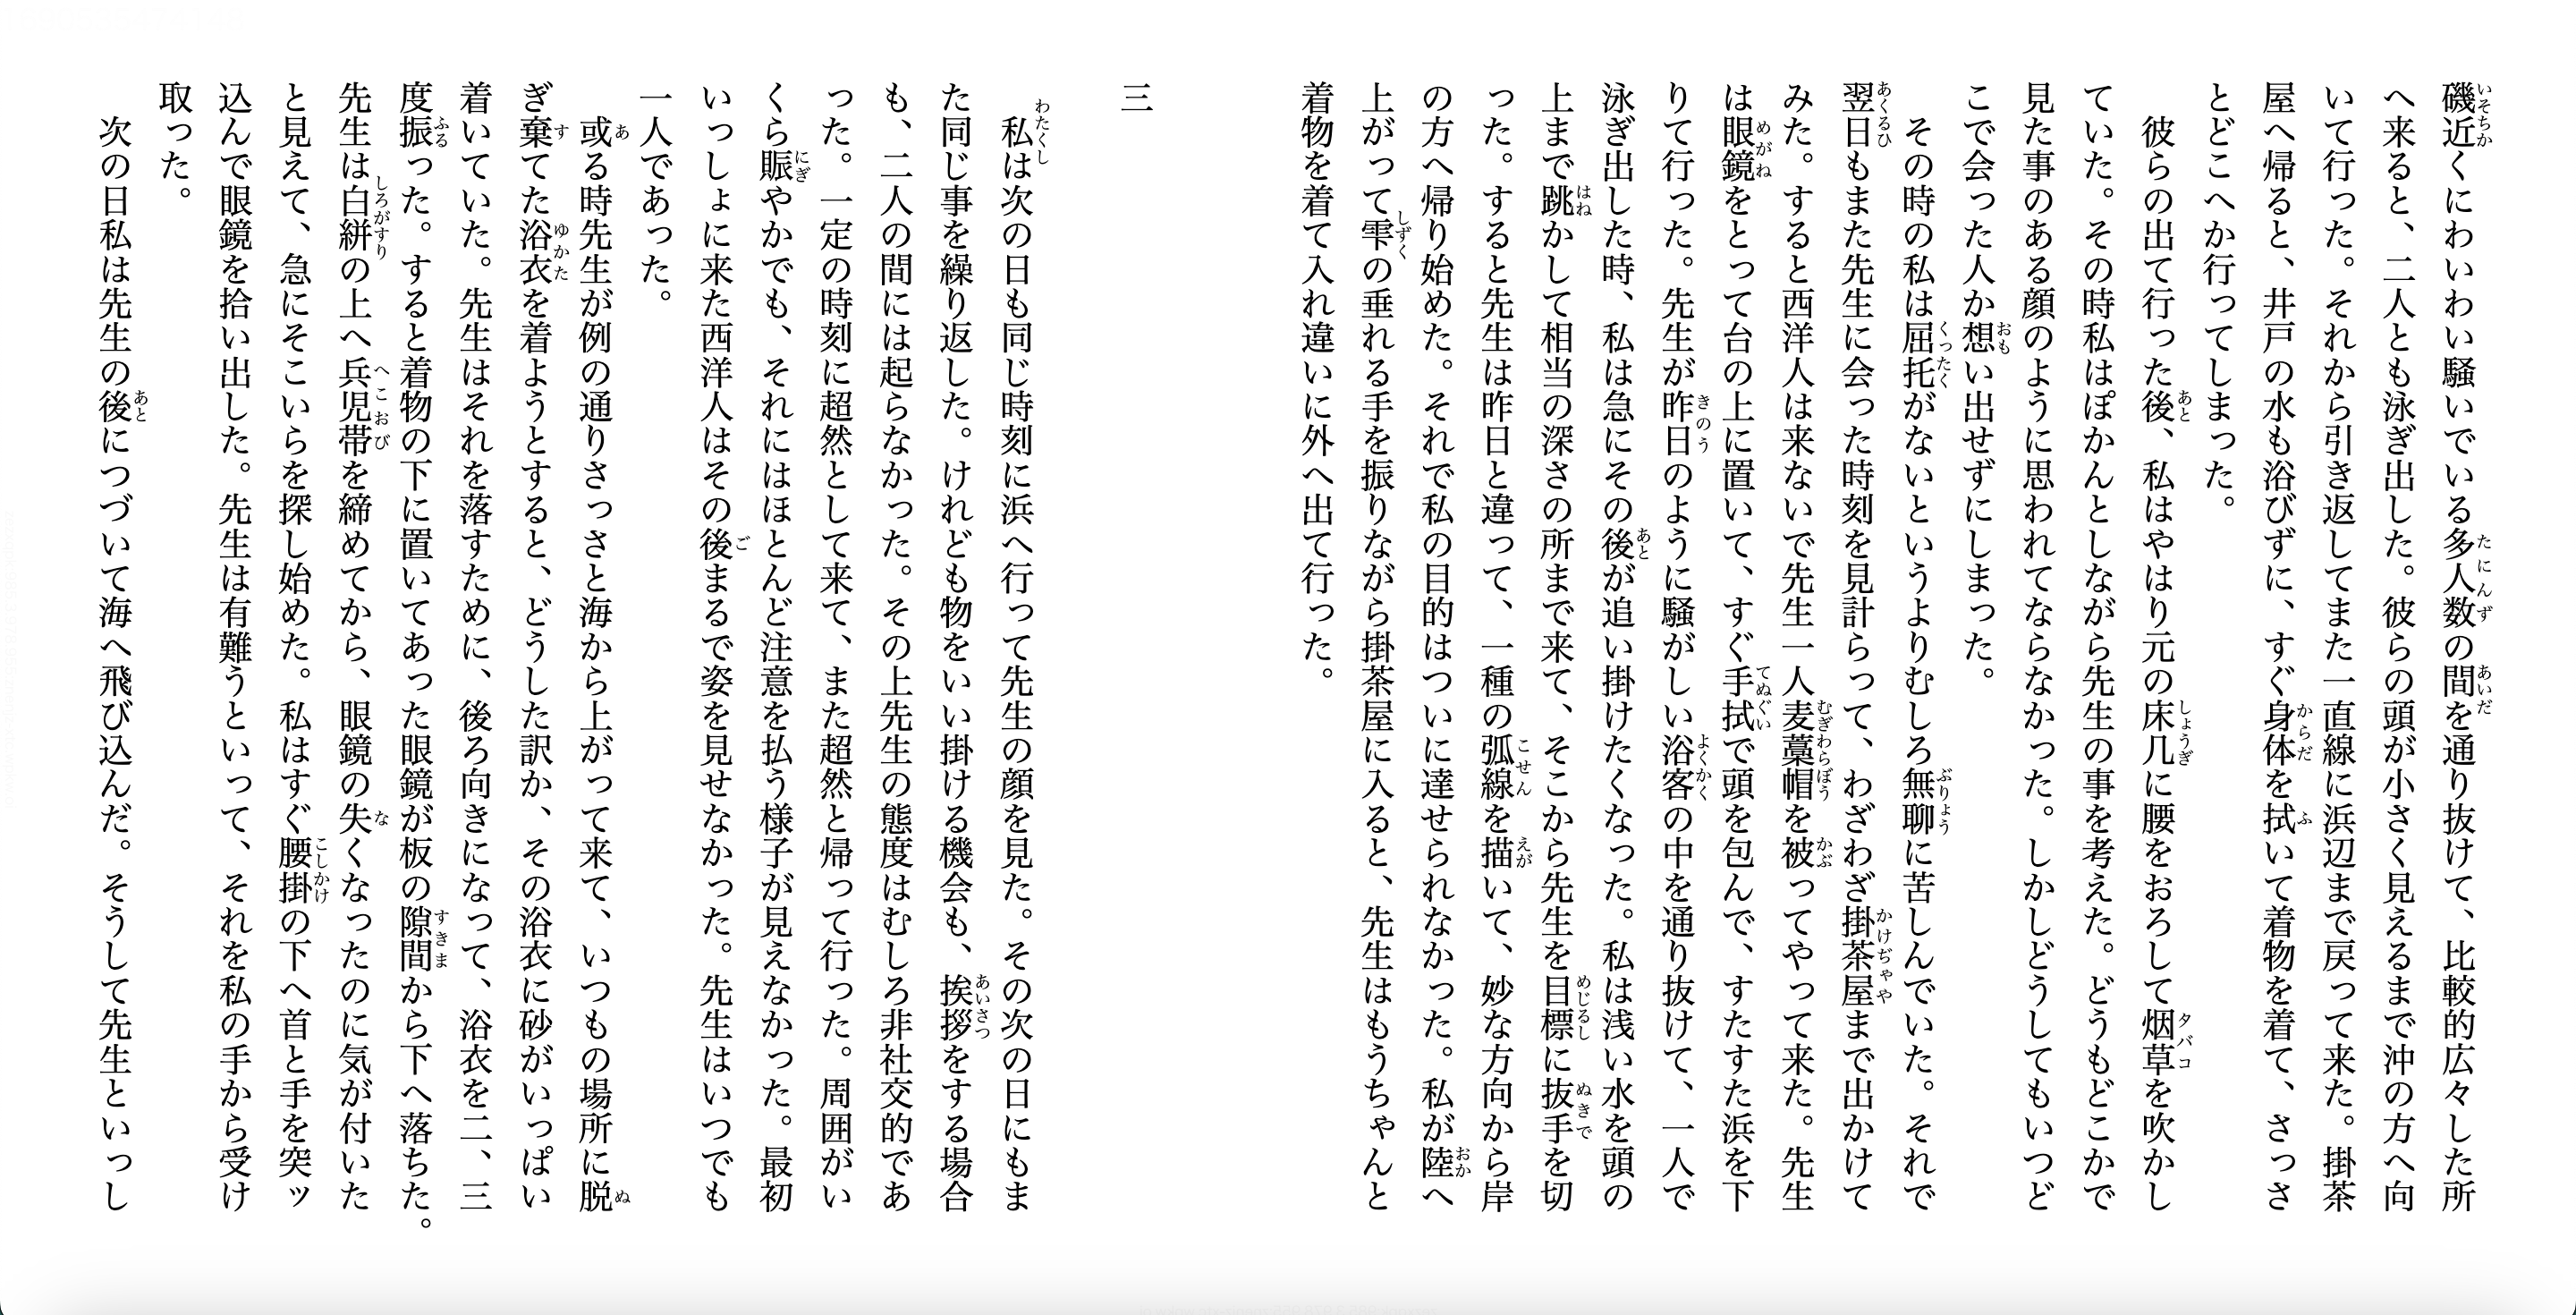 磯近くにわいわい騒いでいる多人数の間を通り抜けて、比較的広々した所
へ来ると、二人とも泳ぎ出した。彼らの頭が小さく見えるまで沖の方へ向
いて行った。それから引き返してまた一直線に浜辺まで戻って来た。掛茶
屋へ帰ると、井戸の水も浴びずに、すぐ身体を拭いて着物を着て、さっさ
とどこへか行ってしまった。
彼らの出て行った後、私はやはり元の床几に腰をおろして烟草を吹かし
ていた。その時私はぽかんとしながら先生の事を考えた。どうもどこかで
見た事のある顔のように思われてならなかった。しかしどうしてもいつど
こで会った人か想い出せずにしまった。
その時の私は屈托がないというよりむしろ無聊に苦しんでいた。それで
翌日もまた先生に会った時刻を見計らって、わざわざ掛茶屋まで出かけて
みた。すると西洋人は来ないで先生一人麦藁帽を被ってやって来た。先生
は眼鏡をとって台の上に置いて、すぐ手拭で頭を包んで、すたすた浜を下
りて行った。先生が昨日のように騒がしい浴客の中を通り抜けて、一人で
泳ぎ出した時、私は急にその後が追い掛けたくなった。私は浅い水を頭の
上まで跳かして相当の深さの所まで来て、そこから先生を目標に抜手を切
った。すると先生は昨日と違って、一種の弧線を描いて、妙な方向から岸
の方へ帰り始めた。それで私の目的はついに達せられなかった。私が陸へ
上がって雫の垂れる手を振りながら掛茶屋に入ると、先生はもうちゃんと
着物を着て入れ違いに外へ出て行った。
三
私は次の日も同じ時刻に浜へ行って先生の顔を見た。その次の日にもま
た同じ事を繰り返した。けれども物をいい掛ける機会も、挨拶をする場合
も、二人の間には起らなかった。その上先生の態度はむしろ非社交的であ
った。一定の時刻に超然として来て、また超然と帰って行った。周囲がい
くら賑やかでも、それにはほとんど注意を払う様子が見えなかった。最初
いっしょに来た西洋人はその後まるで姿を見せなかった。先生はいつでも
一人であった。
或る時先生が例の通りさっさと海から上がって来て、いつもの場所に脱
ぎ棄てた浴衣を着ようとすると、どうした訳か、その浴衣に砂がいっぱい
着いていた。先生はそれを落すために、後ろ向きになって、浴衣を二、三
度振った。すると着物の下に置いてあった眼鏡が板の隙間から下へ落ちた。
先生は白絣の上へ兵児帯を締めてから、眼鏡の失くなったのに気が付いた
と見えて、急にそこいらを探し始めた。私はすぐ腰掛の下へ首と手を突ッ
込んで眼鏡を拾い出した。先生は有難うといって、それを私の手から受け
取った。
次の日私は先生の後につづいて海へ飛び込んだ。そうして先生といっし